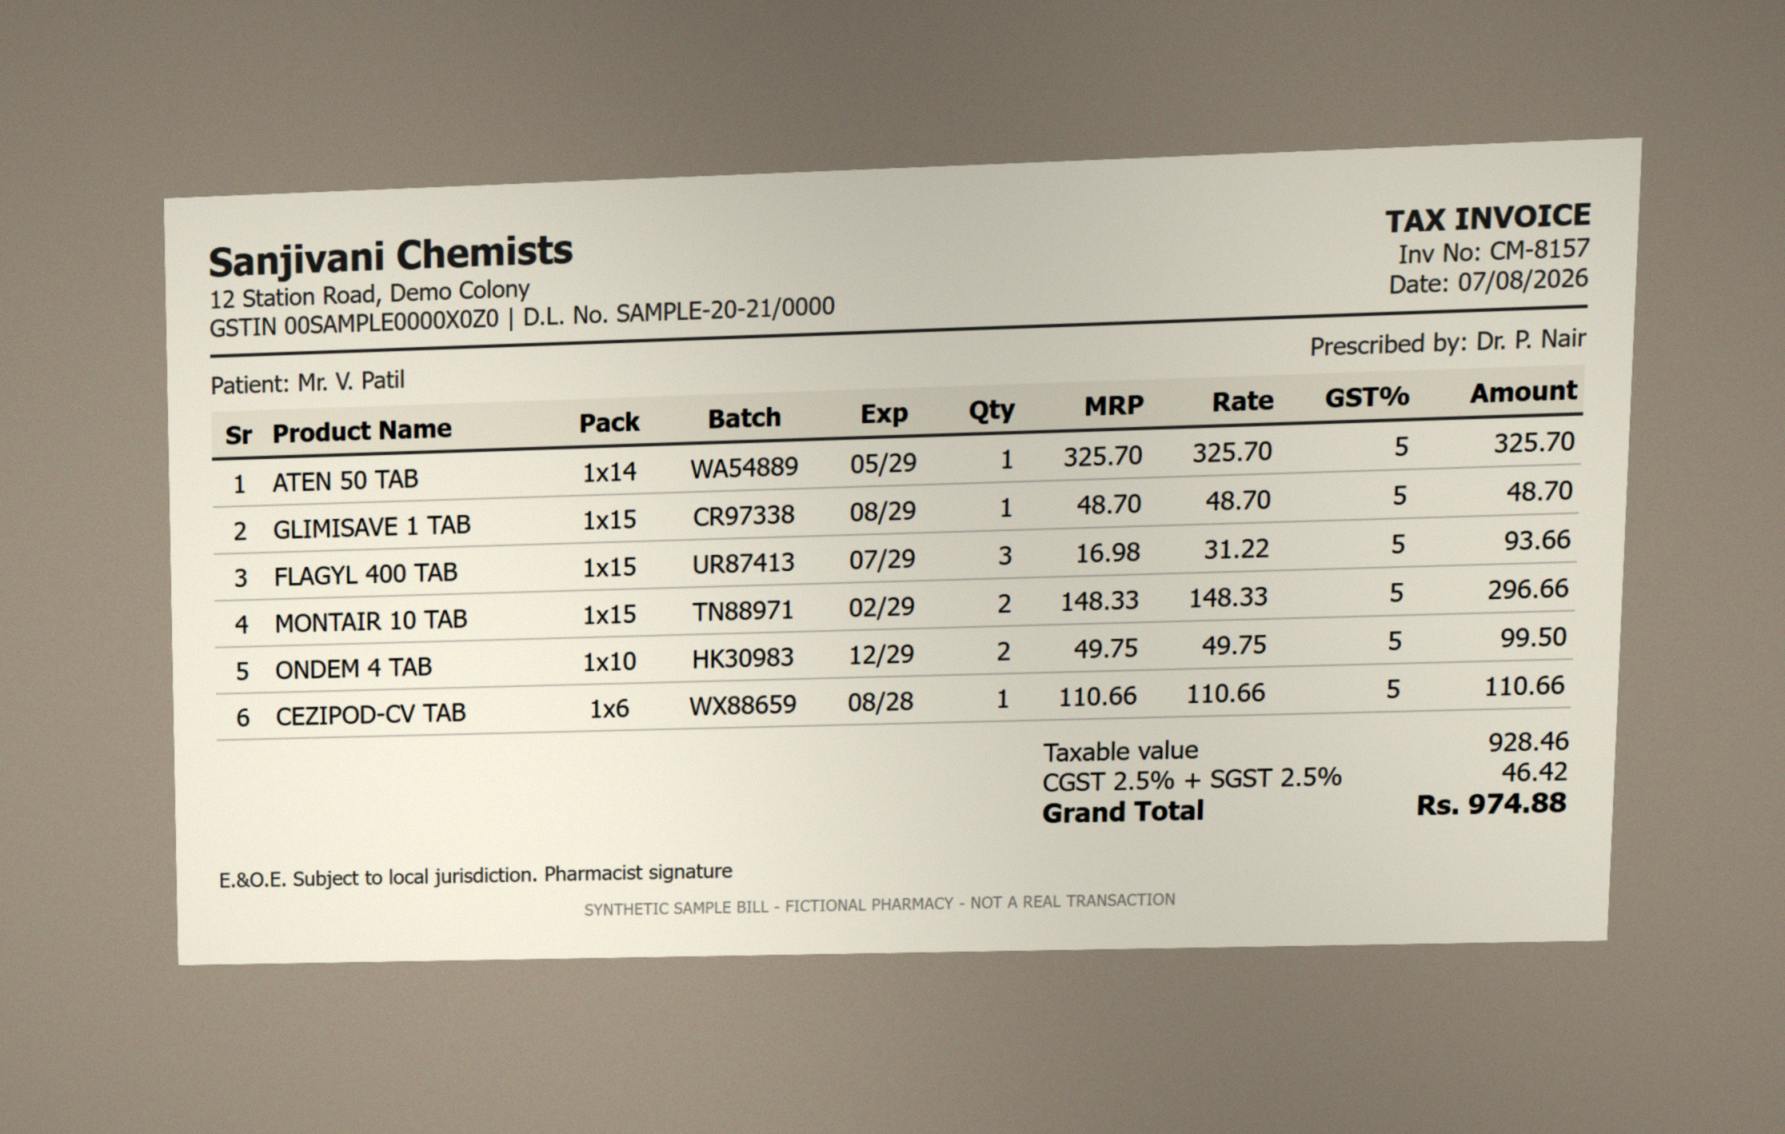 Sanjivani Chemists
12 Station Road, Demo Colony
GSTIN 00SAMPLE0000X0Z0 | D.L. No. SAMPLE-20-21/0000
TAX INVOICE
Inv No: CM-8157
Date: 07/08/2026
Patient: Mr. V. Patil
Prescribed by: Dr. P. Nair
Sr Product Name Pack Batch Exp Qty MRP Rate GST% Amount
1 ATEN 50 TAB 1x14 WA54889 05/29 1 325.70 325.70 5 325.70
2 GLIMISAVE 1 TAB 1x15 CR97338 08/29 1 48.70 48.70 5 48.70
3 FLAGYL 400 TAB 1x15 UR87413 07/29 3 16.98 31.22 5 93.66
4 MONTAIR 10 TAB 1x15 TN88971 02/29 2 148.33 148.33 5 296.66
5 ONDEM 4 TAB 1x10 HK30983 12/29 2 49.75 49.75 5 99.50
6 CEZIPOD-CV TAB 1x6 WX88659 08/28 1 110.66 110.66 5 110.66
Taxable value 928.46
CGST 2.5% + SGST 2.5% 46.42
Grand Total Rs. 974.88
E.&O.E. Subject to local jurisdiction. Pharmacist signature
SYNTHETIC SAMPLE BILL - FICTIONAL PHARMACY - NOT A REAL TRANSACTION